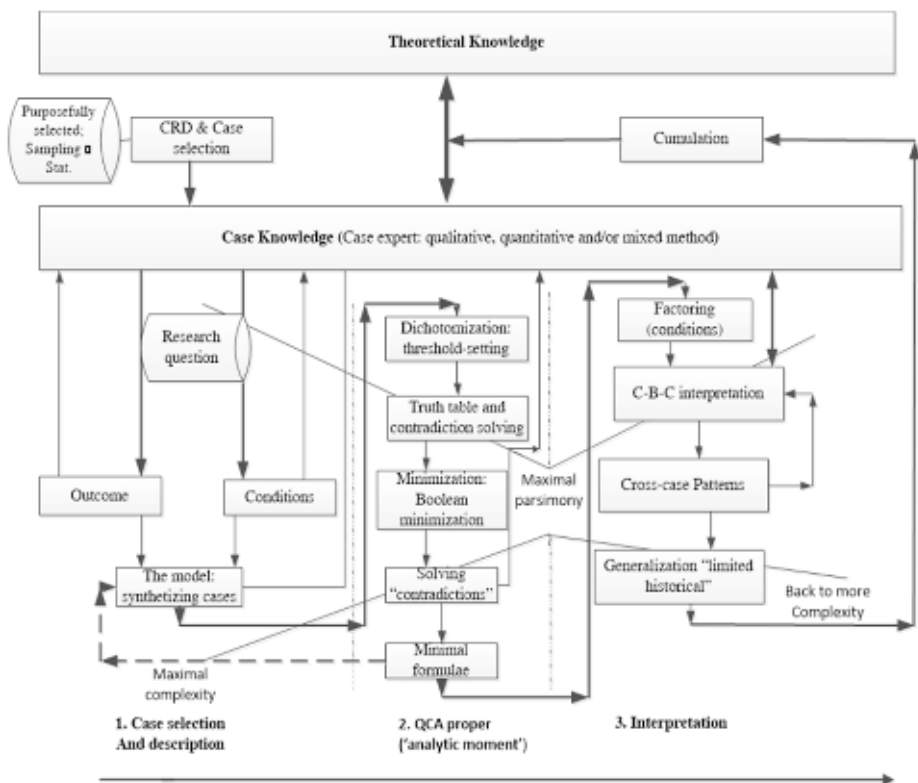 Theoretical Knowledge
Purposefully
selected;
Sampling
Stat.
CRD & Case
selection
Cumulation
Case Knowledge (Case expert: qualitative, quantitative and/or mixed method)
Research
question
Dichotomization:
threshold-setting
Factoring
(conditions)
Truth table and
contradiction solving
C-B-C interpretation
Outcome
Conditions
Minimization:
Boolean
minimization
Maximal
parsimony
Cross-case Patterns
The model:
synthetizing cases
Solving
“contradictions”
Generalization “limited
historical”
Back to more
Complexity
Minimal
formulae
Maximal
complexity
1. Case selection
And description
2. QCA proper
(‘analytic moment’)
3. Interpretation